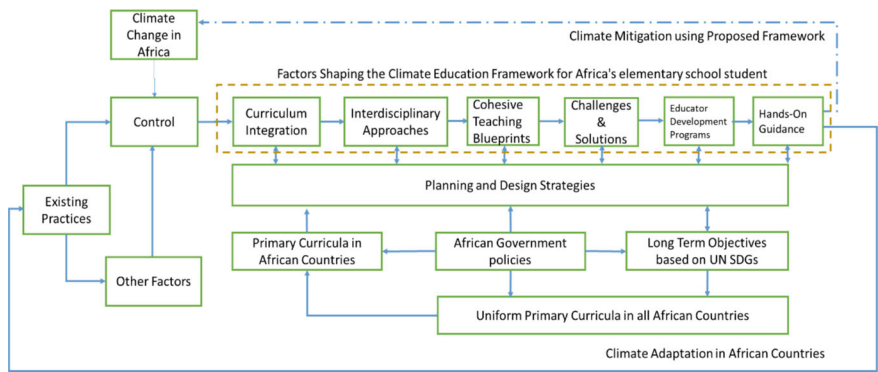 Climate
Change in
Africa
Climate Mitigation using Proposed Framework
Factors Shaping the Climate Education Framework for Africa's elementary school student
Control
Curriculum
Integration
Interdisciplinary
Approaches
Cohesive
Teaching
Blueprints
Challenges
&
Solutions
Educator
Development
Programs
Hands-On
Guidance
Planning and Design Strategies
Existing
Practices
Primary Curricula in
African Countries
African Government
policies
Long Term Objectives
based on UN SDGs
Other Factors
Uniform Primary Curricula in all African Countries
Climate Adaptation in African Countries